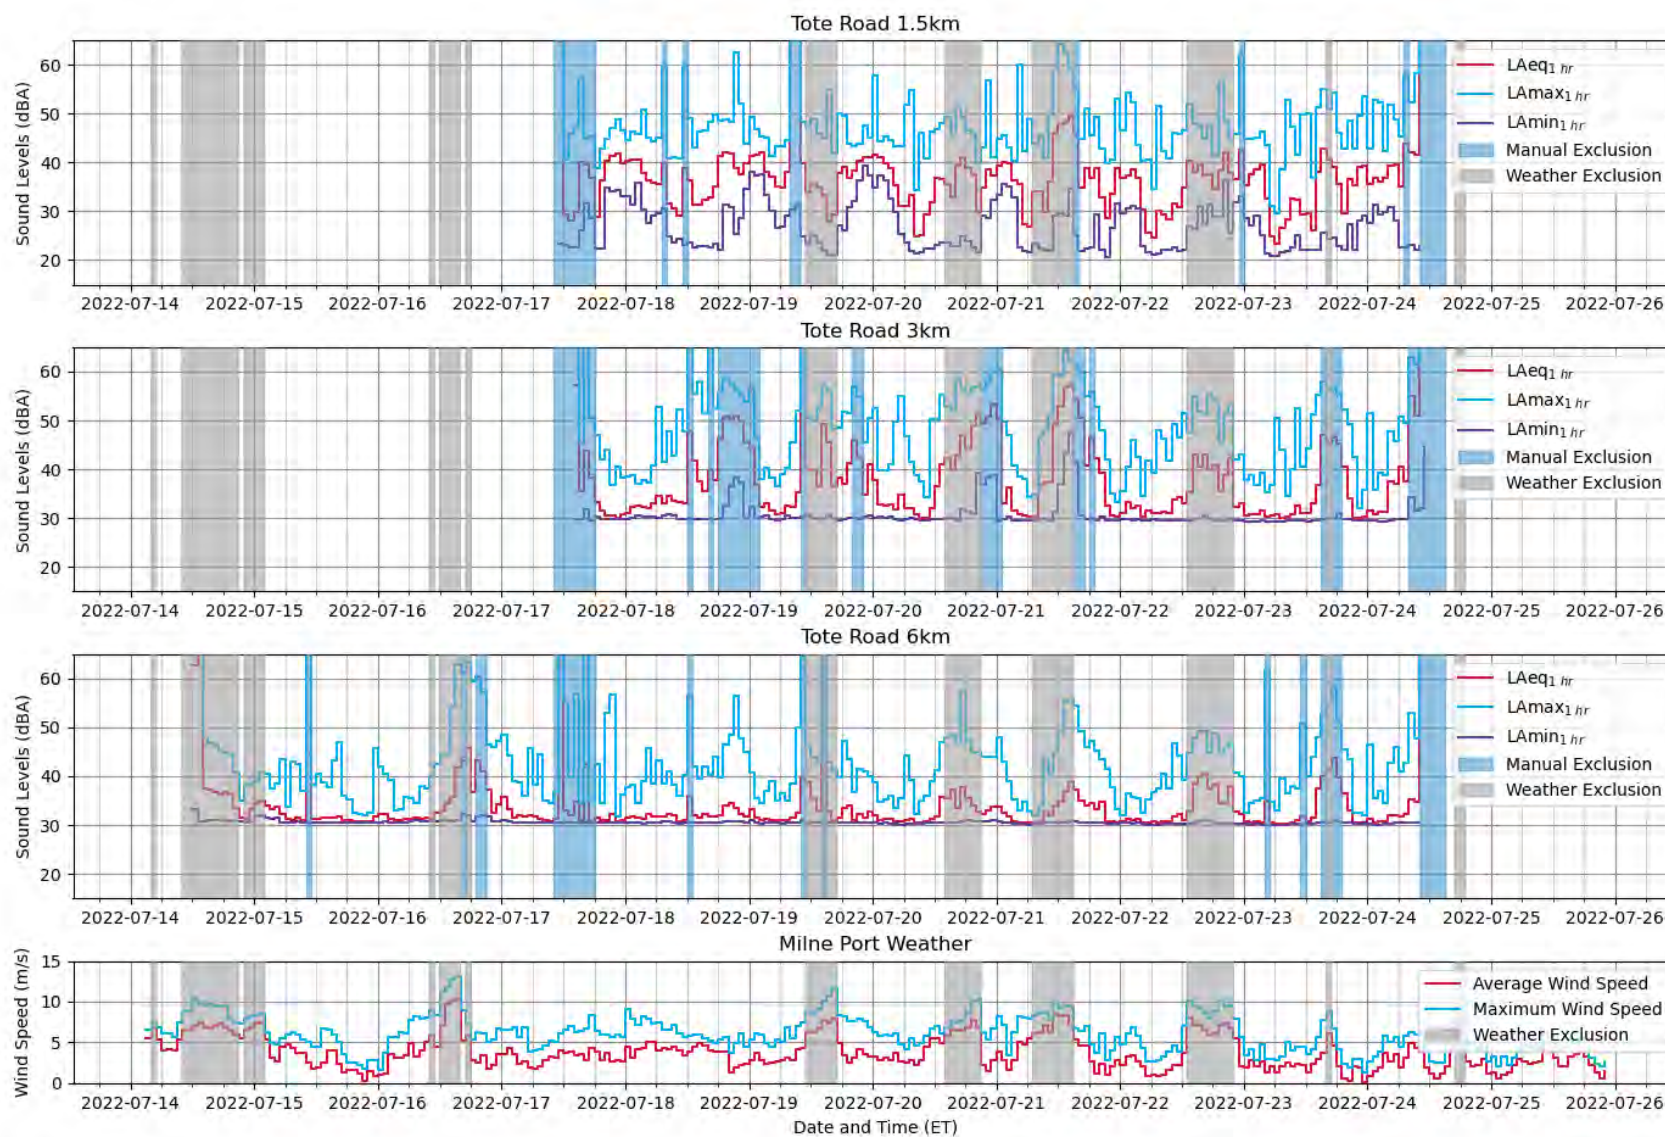 Tote Road 1.5km
60
50
40
30
20
Sound Levels (dBA)
LAeq1 hr
LAmax1 hr
LAmin1 hr
Manual Exclusion
Weather Exclusion
2022-07-14 2022-07-15 2022-07-16 2022-07-17 2022-07-18 2022-07-19 2022-07-20 2022-07-21 2022-07-22 2022-07-23 2022-07-24 2022-07-25 2022-07-26
Tote Road 3km
60
50
40
30
20
Sound Levels (dBA)
LAeq1 hr
LAmax1 hr
LAmin1 hr
Manual Exclusion
Weather Exclusion
2022-07-14 2022-07-15 2022-07-16 2022-07-17 2022-07-18 2022-07-19 2022-07-20 2022-07-21 2022-07-22 2022-07-23 2022-07-24 2022-07-25 2022-07-26
Tote Road 6km
60
50
40
30
20
Sound Levels (dBA)
LAeq1 hr
LAmax1 hr
LAmin1 hr
Manual Exclusion
Weather Exclusion
2022-07-14 2022-07-15 2022-07-16 2022-07-17 2022-07-18 2022-07-19 2022-07-20 2022-07-21 2022-07-22 2022-07-23 2022-07-24 2022-07-25 2022-07-26
Milne Port Weather
15
10
5
0
Wind Speed (m/s)
Average Wind Speed
Maximum Wind Speed
Weather Exclusion
2022-07-14 2022-07-15 2022-07-16 2022-07-17 2022-07-18 2022-07-19 2022-07-20 2022-07-21 2022-07-22 2022-07-23 2022-07-24 2022-07-25 2022-07-26
Date and Time (ET)